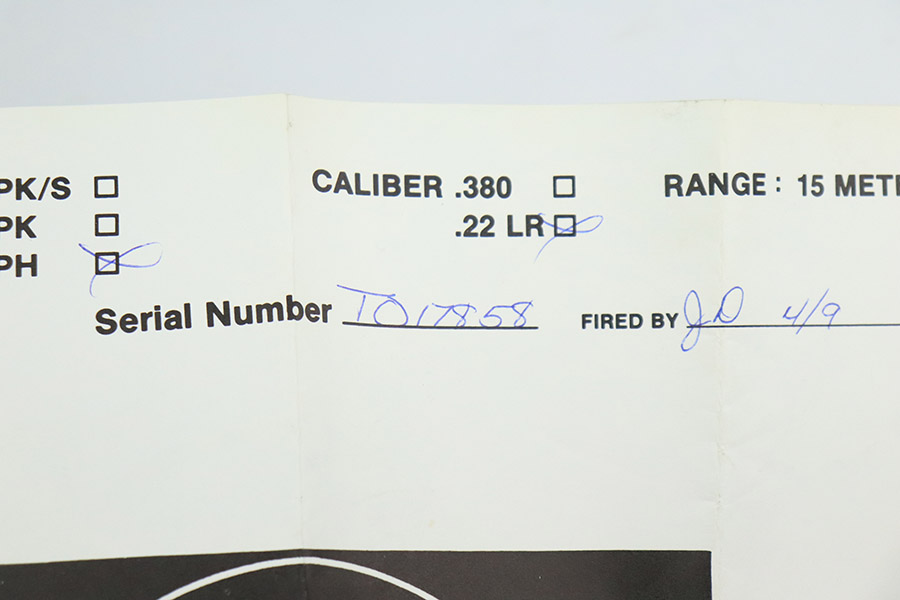 PK/S CALIBER .380 RANGE: 15 METE
PK .22 LR
PH
Serial Number TO17858 FIRED BY JD 4/9